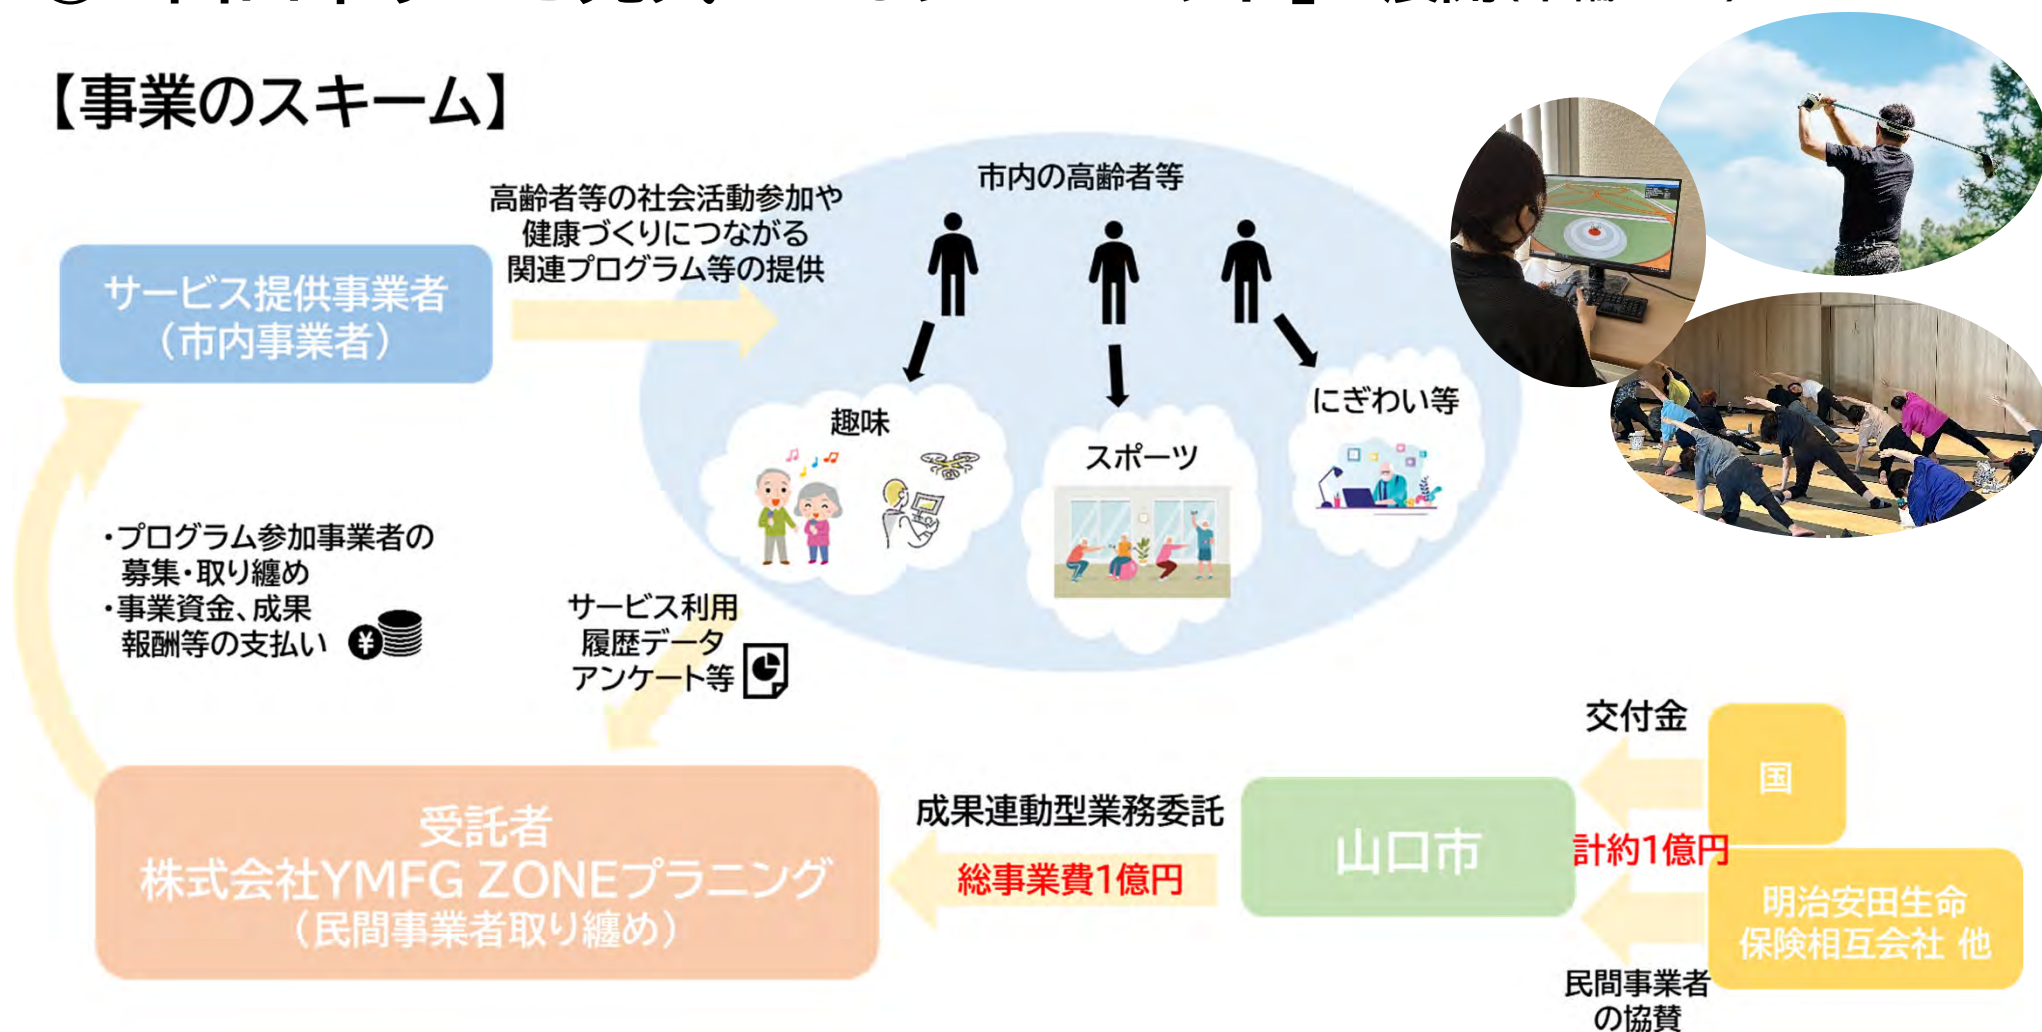 【事業のスキーム】
高齢者等の社会活動参加や
健康づくりにつながる
関連プログラム等の提供
市内の高齢者等
サービス提供事業者
（市内事業者）
趣味
スポーツ
にぎわい等
・プログラム参加事業者の
募集・取り纏め
・事業資金、成果
報酬等の支払い
¥
サービス利用
履歴データ
アンケート等
受託者
株式会社YMFG ZONEプラニング
（民間事業者取り纏め）
成果連動型業務委託
総事業費1億円
山口市
交付金
国
計約1億円
明治安田生命
保険相互会社 他
民間事業者
の協賛